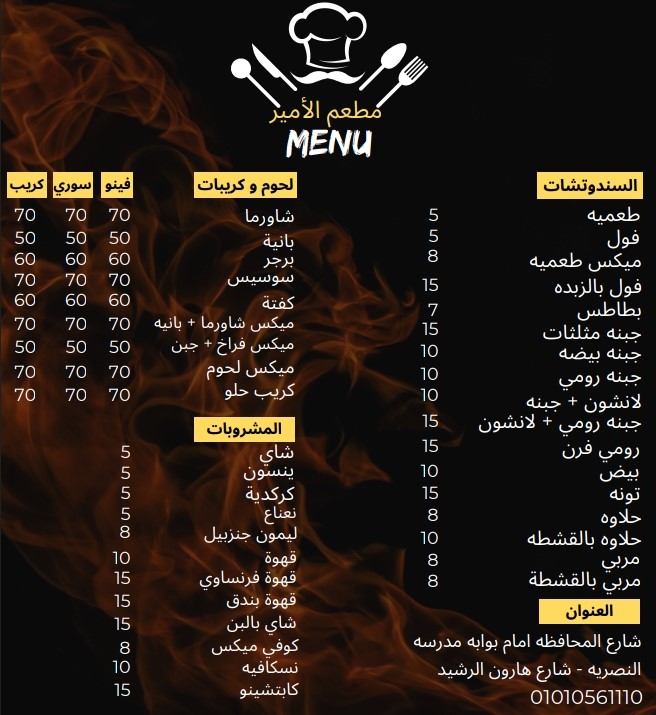 مطعم الأمير
MENU
السندوتشات
طعميه 5
فول 5
ميكس طعميه 8
فول بالزبده 15
بطاطس 7
جبنه مثلثات 15
جبنه بيضه 10
جبنه رومي 10
لانشون + جبنه 10
جبنه رومي + لانشون 15
رومي فرن 15
بيض 10
تونه 15
حلاوه 8
حلاوه بالقشطه 10
مربي 8
مربي بالقشطة 8
العنوان
شارع المحافظه امام بوابه مدرسه
النصريه - شارع هارون الرشيد
01010561110
لحوم و كريبات فينو سوري كريب
شاورما 70 70 70
بانية 50 50 50
برجر 60 60 60
سوسيس 70 70 70
كفتة 60 60 60
ميكس شاورما + بانيه 70 70 70
ميكس فراخ + جبن 50 50 50
ميكس لحوم 70 70 70
كريب حلو 70 70 70
المشروبات
شاي 5
ينسون 5
كركدية 5
نعناع 5
ليمون جنزبيل 8
قهوة 10
قهوة فرنساوي 15
قهوة بندق 15
شاي بالبن 15
كوفي ميكس 8
نسكافيه 10
كابتشينو 15